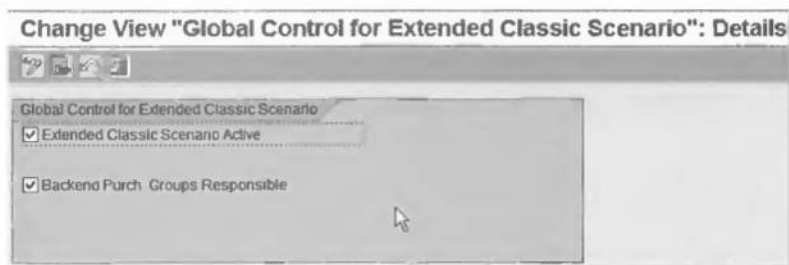 Change View "Global Control for Extended Classic Scenario": Details
Global Control for Extended Classic Scenario
Extended Classic Scenario Active
Backend Purch Groups Responsible